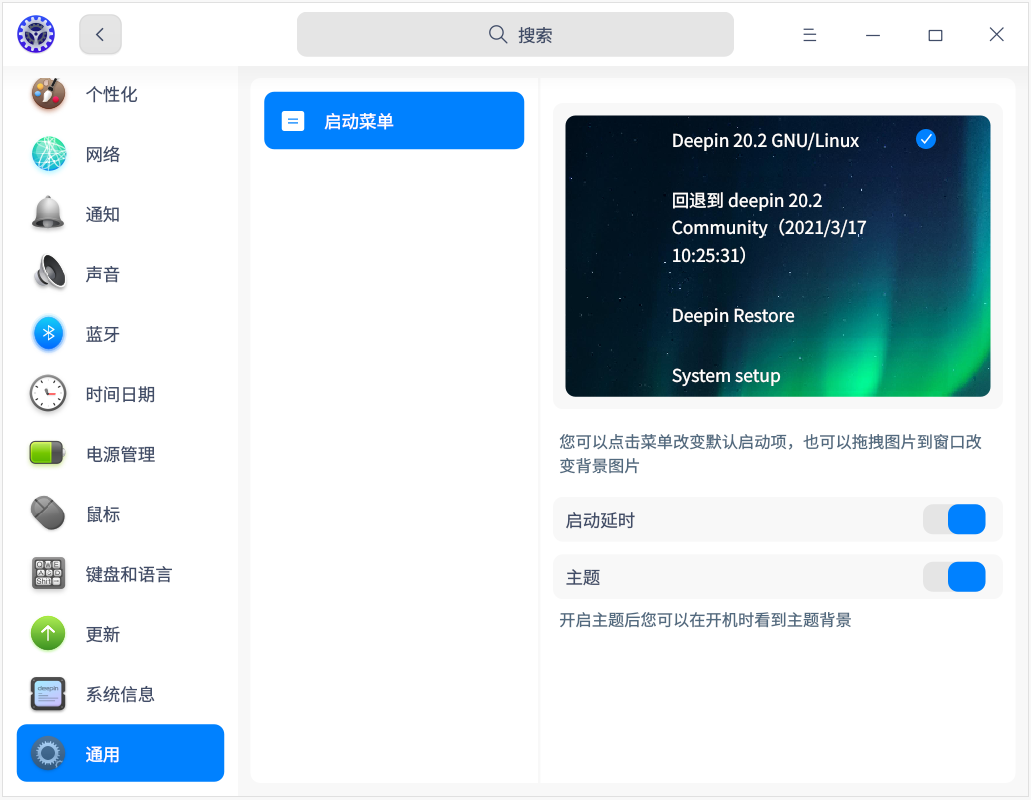 搜索
个性化
网络
通知
声音
蓝牙
时间日期
电源管理
鼠标
键盘和语言
更新
deepin
系统信息
通用
启动菜单
Deepin 20.2 GNU/Linux
回退到 deepin 20.2
Community（2021/3/17
10:25:31）
Deepin Restore
System setup
您可以点击菜单改变默认启动项，也可以拖拽图片到窗口改
变背景图片
启动延时
主题
开启主题后您可以在开机时看到主题背景